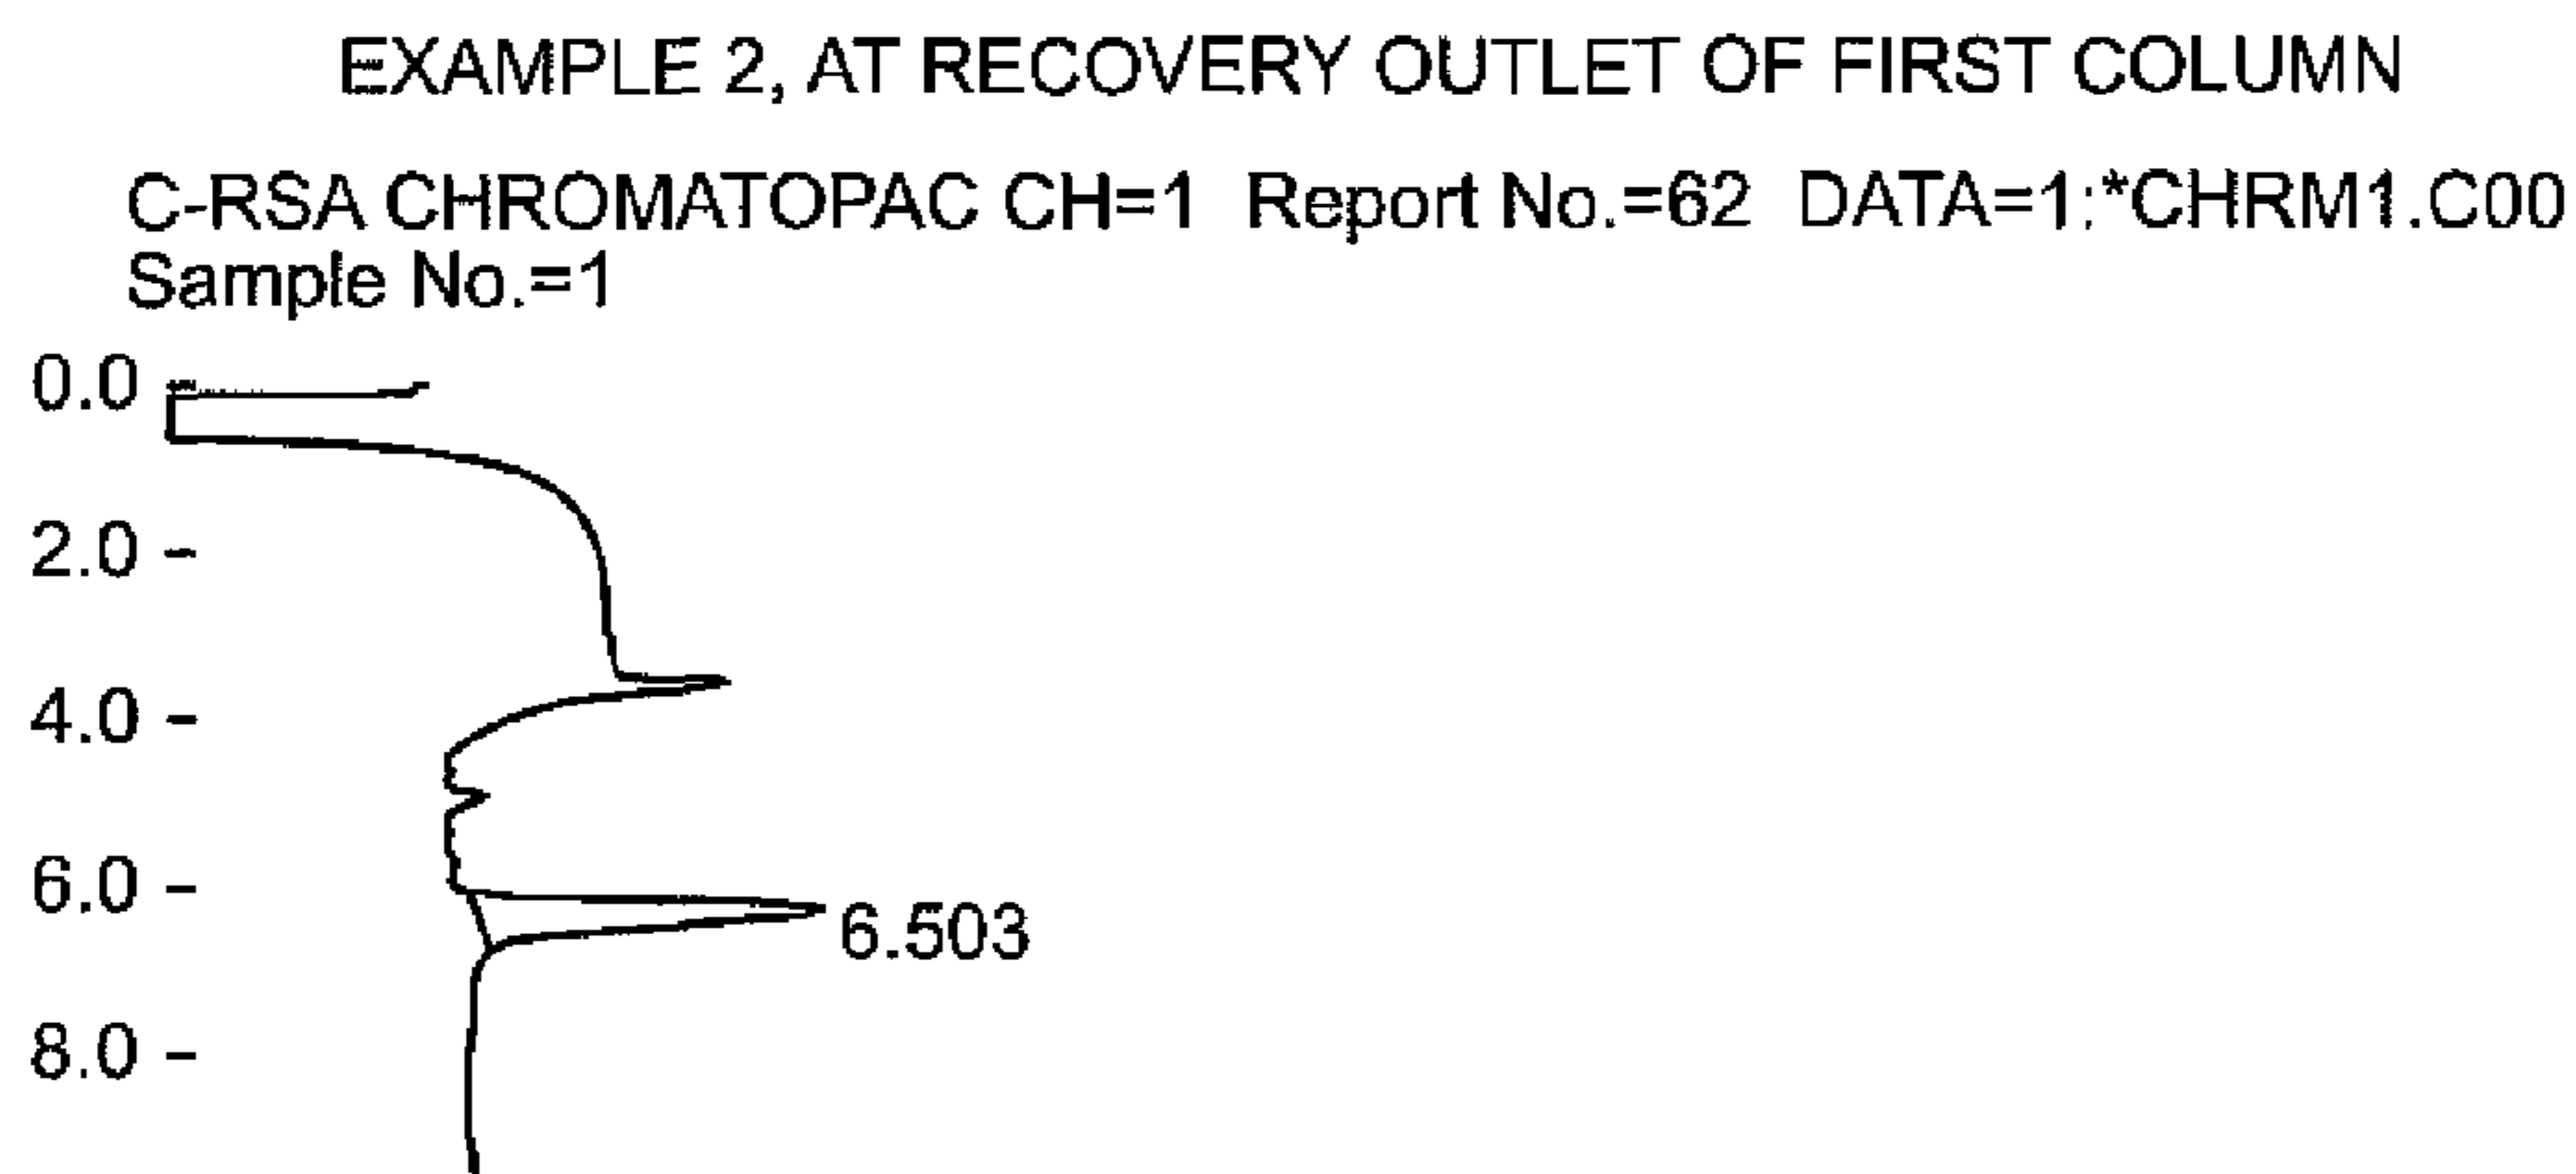 EXAMPLE 2, AT RECOVERY OUTLET OF FIRST COLUMN
C-RSA CHROMATOPAC CH=1 Report No.=62 DATA=1:*CHRM1.C00
Sample No.=1
0.0
2.0
4.0
6.0
6.503
8.0